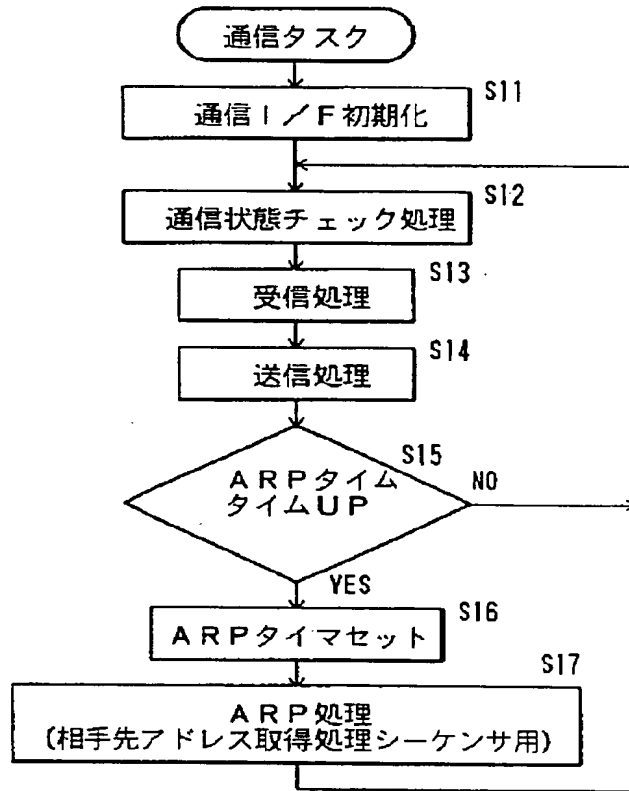 通信タスク
S11
通信I/F初期化
S12
通信状態チェック処理
S13
受信処理
S14
送信処理
S15
ARPタイム
タイムUP
NO
YES
S16
ARPタイマセット
S17
ARP処理
(相手先アドレス取得処理シーケンサ用)